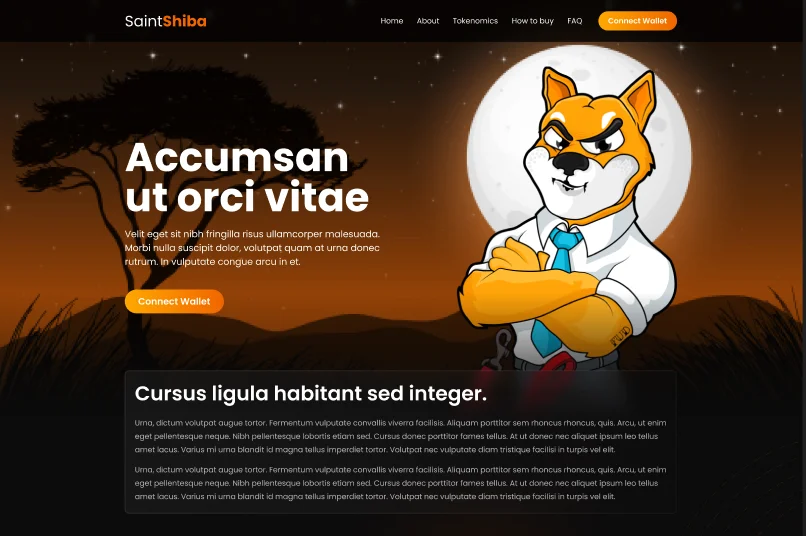 SaintShiba
Home About Tokenomics How to buy FAQ Connect Wallet
Accumsan
ut orci vitae
Velit eget sit nibh fringilla risus ullamcorper malesuada.
Morbi nulla suscipit dolor, volutpat quam at urna donec
rutrum. In vulputate congue arcu in et.
Connect Wallet
FUD
Cursus ligula habitant sed integer.
Urna, dictum volutpat augue tortor. Fermentum vulputate convallis viverra facilisis. Aliquam porttitor sem rhoncus rhoncus, quis. Arcu, ut enim
eget pellentesque neque. Nibh pellentesque lobortis etiam sed. Cursus donec porttitor fames tellus. At ut donec nec aliquet ipsum leo tellus
amet lacus. Varius mi urna blandit id magna tellus imperdiet tortor. Volutpat nec vulputate diam tristique facilisi in turpis vel elit.
Urna, dictum volutpat augue tortor. Fermentum vulputate convallis viverra facilisis. Aliquam porttitor sem rhoncus rhoncus, quis. Arcu, ut enim
eget pellentesque neque. Nibh pellentesque lobortis etiam sed. Cursus donec porttitor fames tellus. At ut donec nec aliquet ipsum leo tellus
amet lacus. Varius mi urna blandit id magna tellus imperdiet tortor. Volutpat nec vulputate diam tristique facilisi in turpis vel elit.